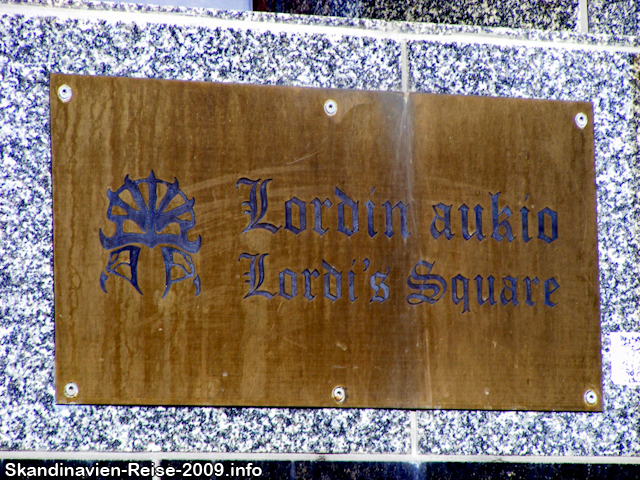 Lordin aukio
Lordi's Square
Skandinavien-Reise-2009.info